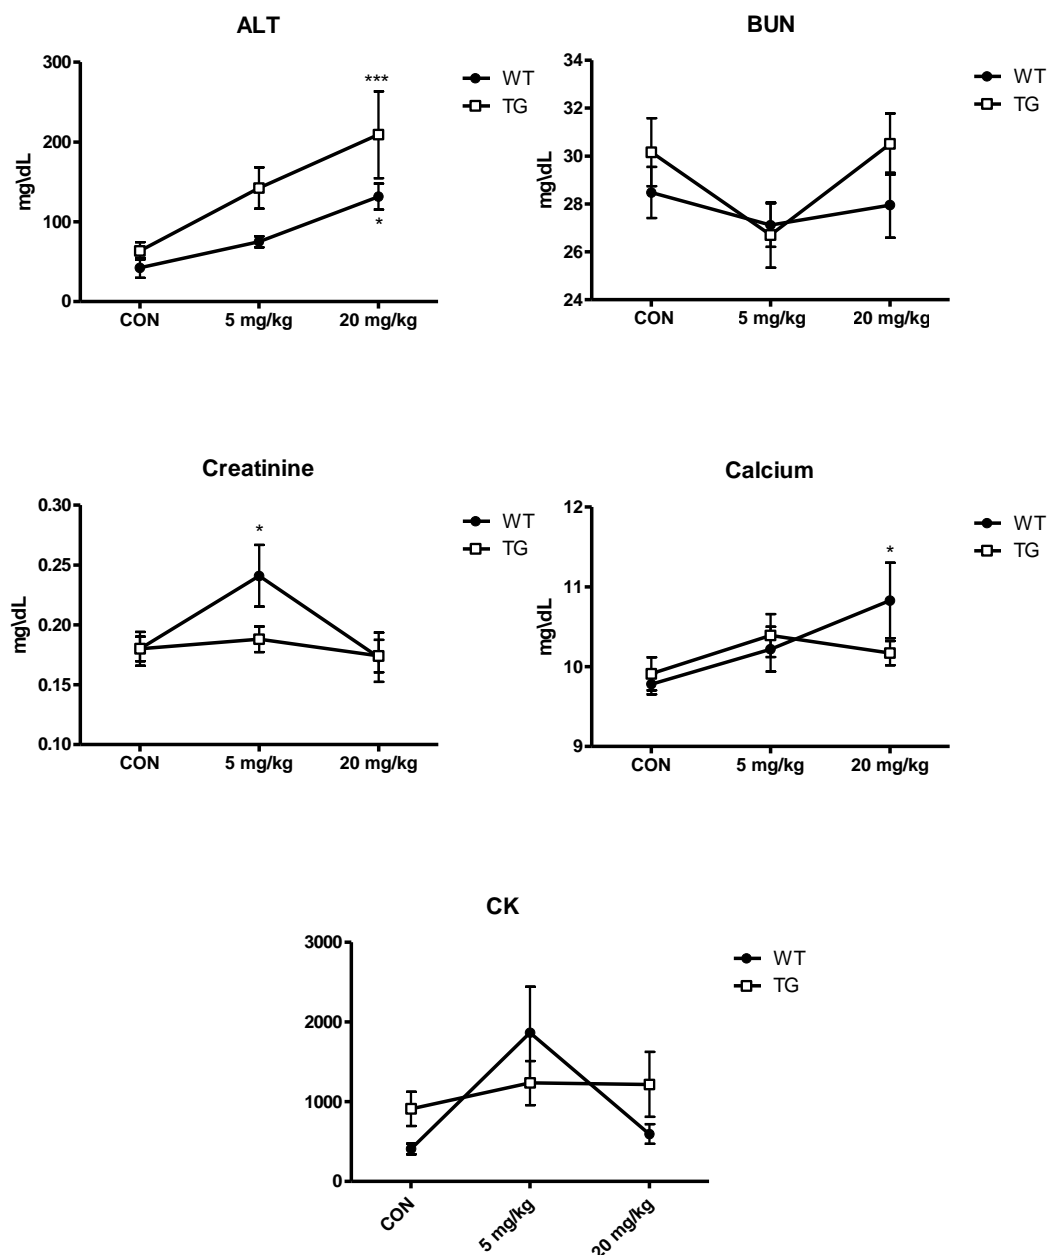 ALT
300
200
100
0
mg\dL
***
*
CON
5 mg/kg
20 mg/kg
WT
TG
BUN
34
32
30
28
26
24
mg\dL
CON
5 mg/kg
20 mg/kg
WT
TG
Creatinine
0.30
0.25
0.20
0.15
0.10
mg\dL
*
CON
5 mg/kg
20 mg/kg
WT
TG
Calcium
12
11
10
9
mg\dL
*
CON
5 mg/kg
20 mg/kg
WT
TG
CK
3000
2000
1000
0
CON
5 mg/kg
20 mg/kg
WT
TG